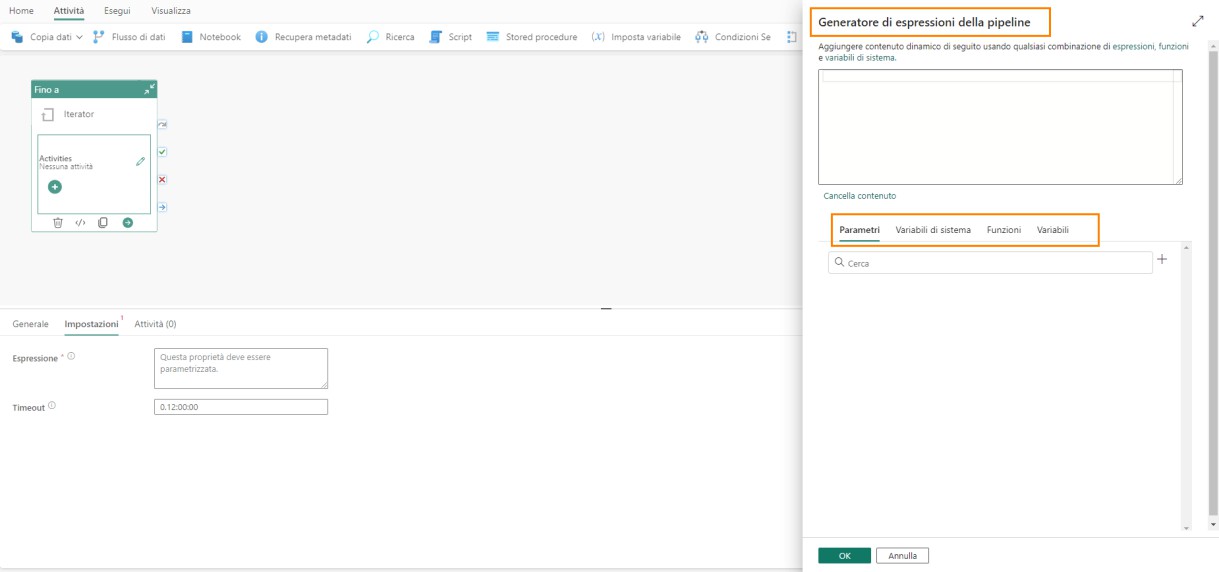 Home Attività Esegui Visualizza
Copia dati Flusso di dati Notebook Recupera metadati Ricerca Script Stored procedure (X) Imposta variabile Condizioni Se
Fino a
Iterator
Activities
Nessuna attività
Generale Impostazioni 1 Attività (0)
Espressione *
Questa proprietà deve essere
parametrizzata.
Timeout
0.12:00:00
Generatore di espressioni della pipeline
Aggiungere contenuto dinamico di seguito usando qualsiasi combinazione di espressioni, funzioni
e variabili di sistema.
Cancella contenuto
Parametri Variabili di sistema Funzioni Variabili
Cerca
OK Annulla